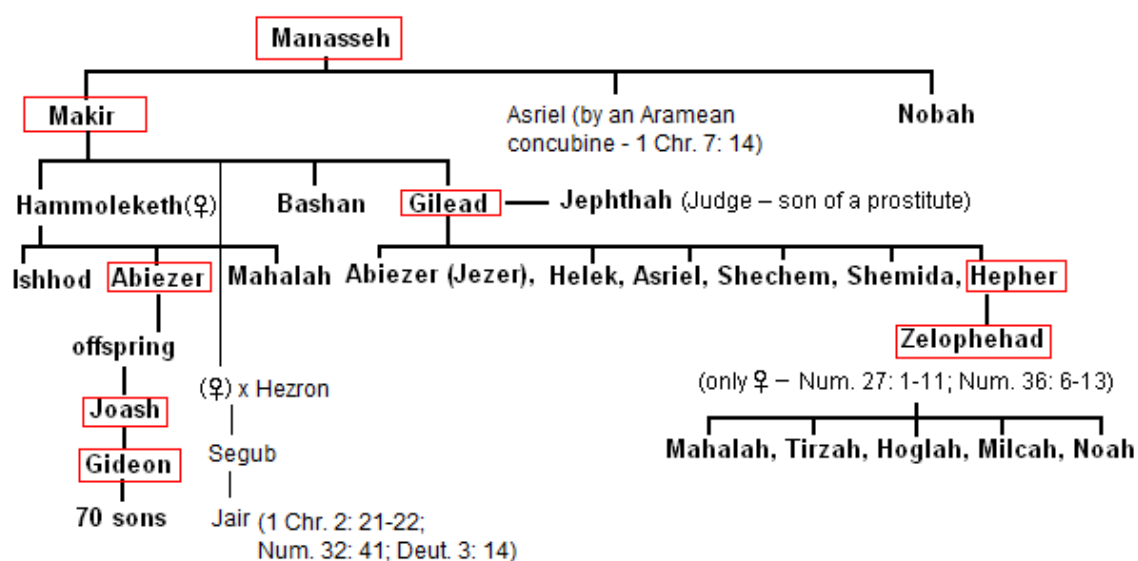 Manasseh
Makir
Asriel (by an Aramean
concubine - 1 Chr. 7: 14)
Nobah
Hammoleketh(♀)
Bashan
Gilead
Jephthah (Judge – son of a prostitute)
Ishhod
Abiezer
Mahalah
Abiezer (Jezer), Helek, Asriel, Shechem, Shemida, Hepher
offspring
Zelophehad
(♀) x Hezron
(only ♀ – Num. 27: 1-11; Num. 36: 6-13)
Joash
Segub
Mahalah, Tirzah, Hoglah, Milcah, Noah
Gideon
70 sons
Jair (1 Chr. 2: 21-22;
Num. 32: 41; Deut. 3: 14)